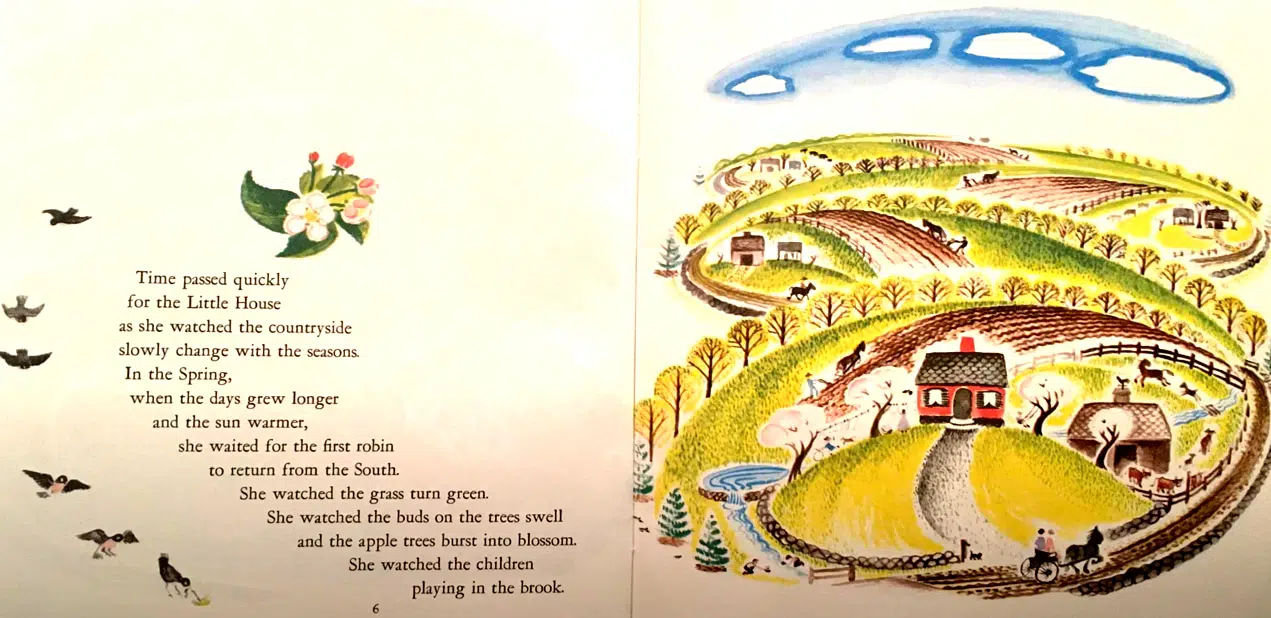 Time passed quickly
for the Little House
as she watched the countryside
slowly change with the seasons.
In the Spring,
when the days grew longer
and the sun warmer,
she waited for the first robin
to return from the South.
She watched the grass turn green.
She watched the buds on the trees swell
and the apple trees burst into blossom.
She watched the children
playing in the brook.
6